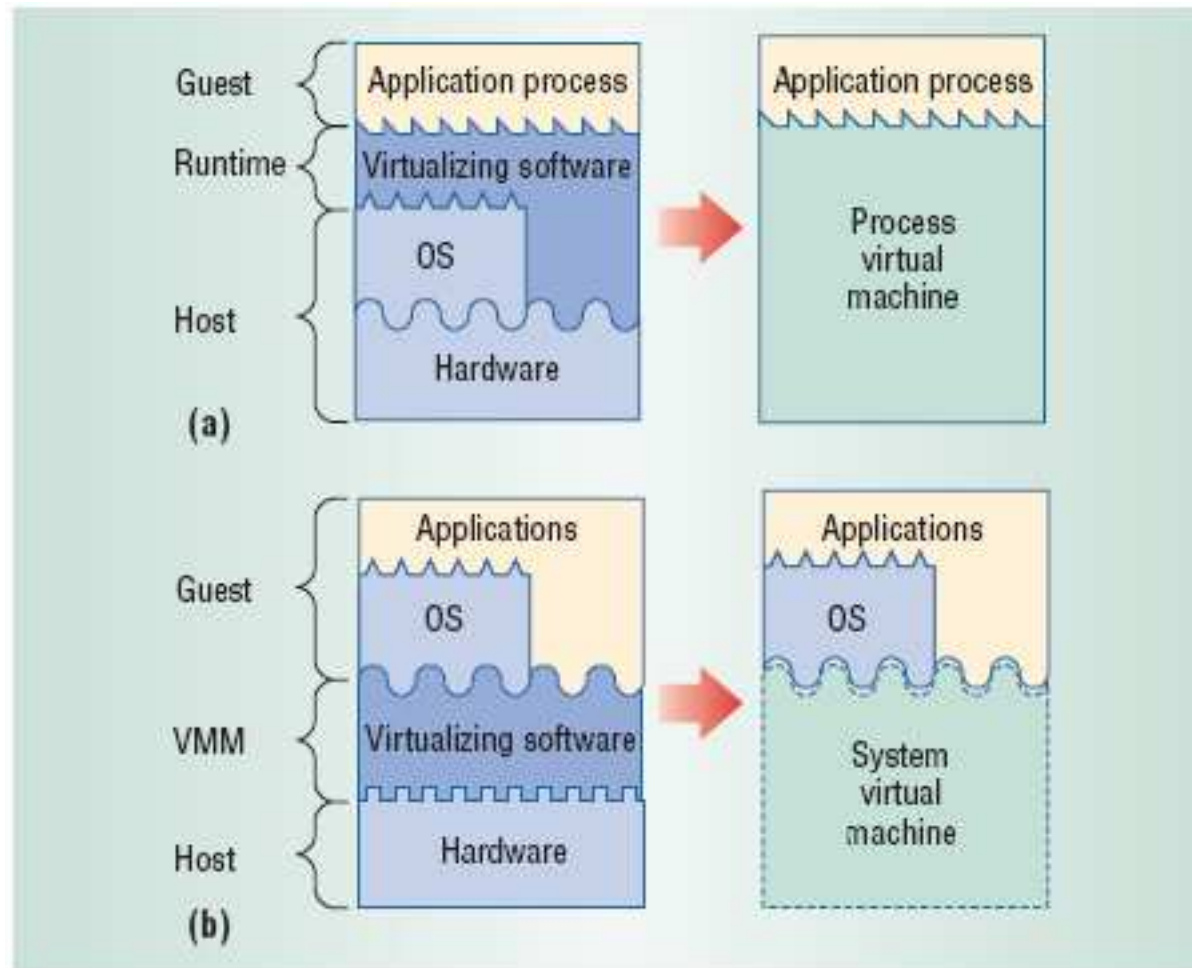 Guest
Application process
Application process
Runtime
Virtualizing software
Process
virtual
machine
OS
Host
Hardware
(a)
Applications
Applications
Guest
OS
OS
VMM
Virtualizing software
System
virtual
machine
Host
Hardware
(b)